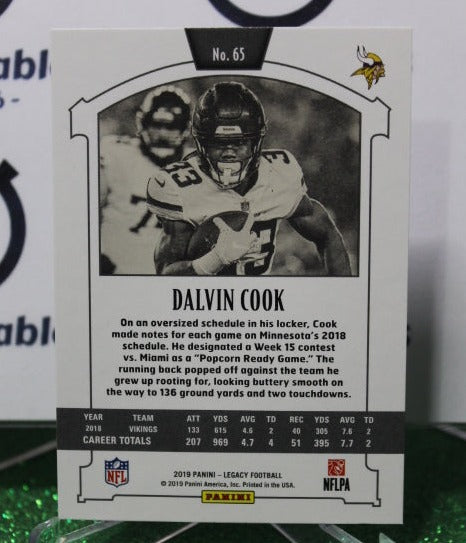 No. 65
33
3
DALVIN COOK
On an oversized schedule in his locker, Cook
made notes for each game on Minnesota's 2018
schedule. He designated a Week 15 contest
vs. Miami as a "Popcorn Ready Game." The
running back popped off against the team he
grew up rooting for, looking buttery smooth on
the way to 136 ground yards and two touchdowns.
YEAR TEAM ATT YDS AVG TD REC YDS AVG TD
2018 VIKINGS 133 615 4.6 2 40 305 7.6 2
CAREER TOTALS 207 969 4.7 4 51 395 7.7 2
NFL
2019 PANINI - LEGACY FOOTBALL
© 2019 Panini America, Inc. Printed in the USA.
PANINI
NFLPA